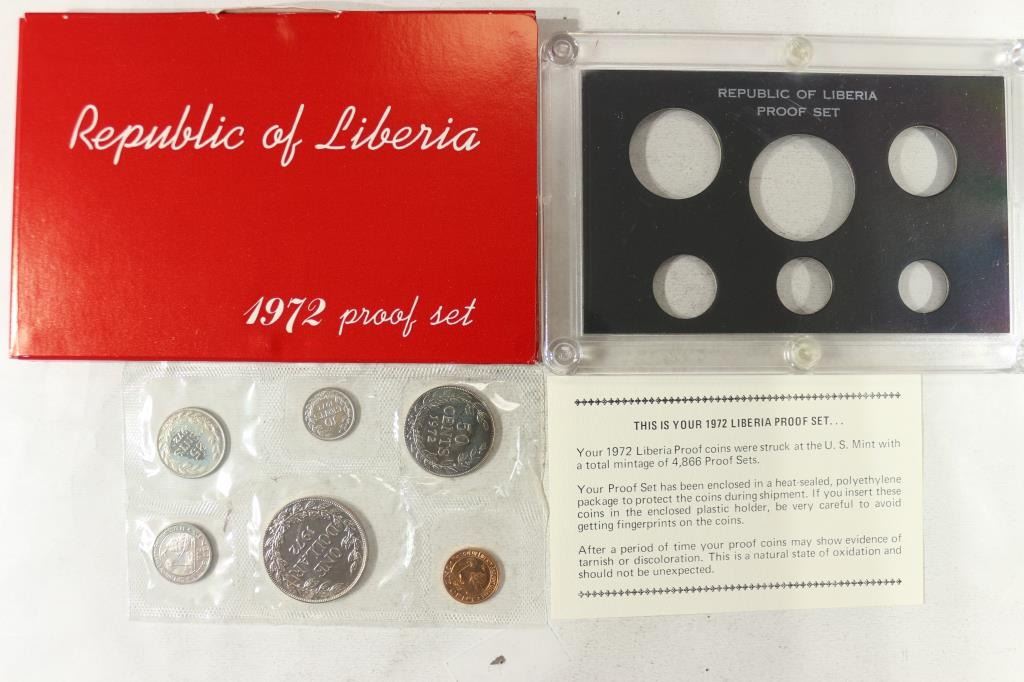 Republic of Liberia
1972 proof set
REPUBLIC OF LIBERIA
PROOF SET
25
CENTS
1972
10
CENTS
50
CENTS
1972
ONE
DOLLAR
1972
THIS IS YOUR 1972 LIBERIA PROOF SET...
Your 1972 Liberia Proof coins were struck at the U. S. Mint with
a total mintage of 4,866 Proof Sets.
Your Proof Set has been enclosed in a heat-sealed, polyethylene
package to protect the coins during shipment. If you insert these
coins in the enclosed plastic holder, be very careful to avoid
getting fingerprints on the coins.
After a period of time your proof coins may show evidence of
tarnish or discoloration. This is a natural state of oxidation and
should not be unexpected.